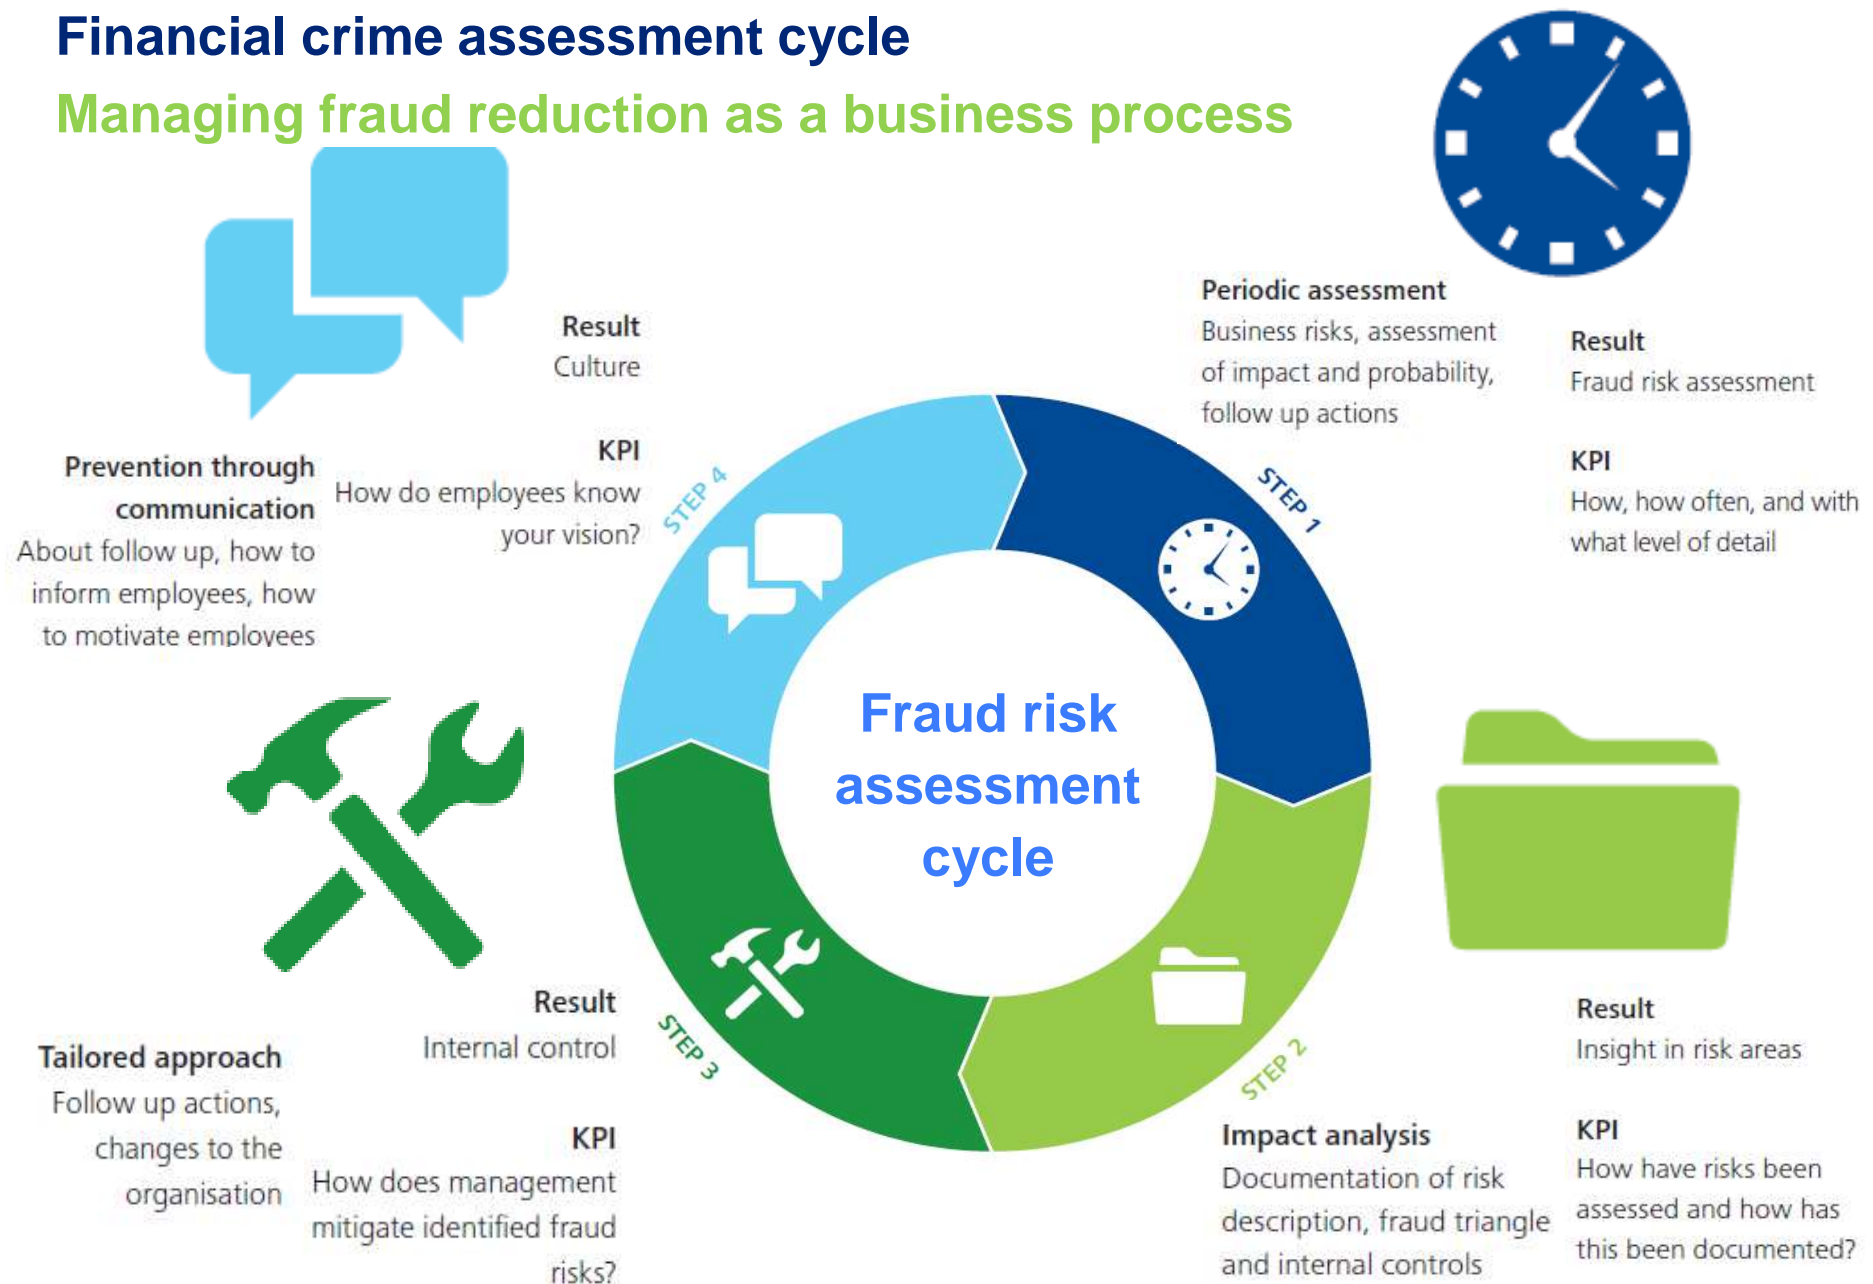 Financial crime assessment cycle
Managing fraud reduction as a business process
Periodic assessment
Business risks, assessment
of impact and probability,
follow up actions
Result
Fraud risk assessment
KPI
How, how often, and with
what level of detail
STEP 1
Result
Culture
KPI
How do employees know
your vision?
Prevention through
communication
About follow up, how to
inform employees, how
to motivate employees
STEP 4
Fraud risk
assessment
cycle
Result
Internal control
Tailored approach
Follow up actions,
changes to the
organisation
KPI
How does management
mitigate identified fraud
risks?
STEP 3
STEP 2
Impact analysis
Documentation of risk
description, fraud triangle
and internal controls
Result
Insight in risk areas
KPI
How have risks been
assessed and how has
this been documented?